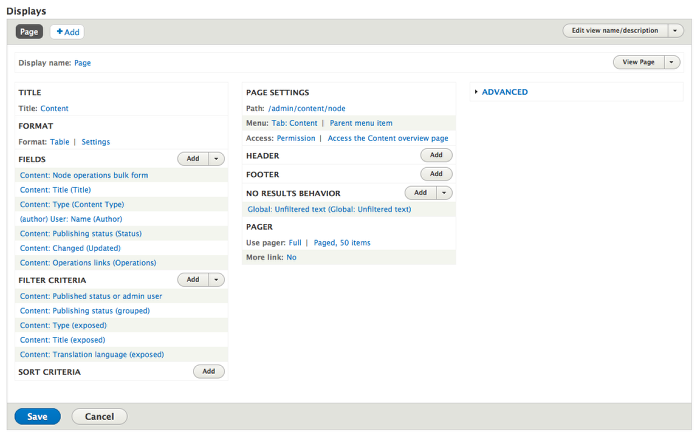 Displays
Page
+Add
Edit view name/description
Display name: Page
View Page
TITLE
Title: Content
FORMAT
Format: Table | Settings
FIELDS
Add
Content: Node operations bulk form
Content: Title (Title)
Content: Type (Content Type)
(author) User: Name (Author)
Content: Publishing status (Status)
Content: Changed (Updated)
Content: Operations links (Operations)
FILTER CRITERIA
Add
Content: Published status or admin user
Content: Publishing status (grouped)
Content: Type (exposed)
Content: Title (exposed)
Content: Translation language (exposed)
SORT CRITERIA
Add
PAGE SETTINGS
Path: /admin/content/node
Menu: Tab: Content | Parent menu item
Access: Permission | Access the Content overview page
HEADER
Add
FOOTER
Add
NO RESULTS BEHAVIOR
Add
Global: Unfiltered text (Global: Unfiltered text)
PAGER
Use pager: Full | Paged, 50 items
More link: No
ADVANCED
Save
Cancel